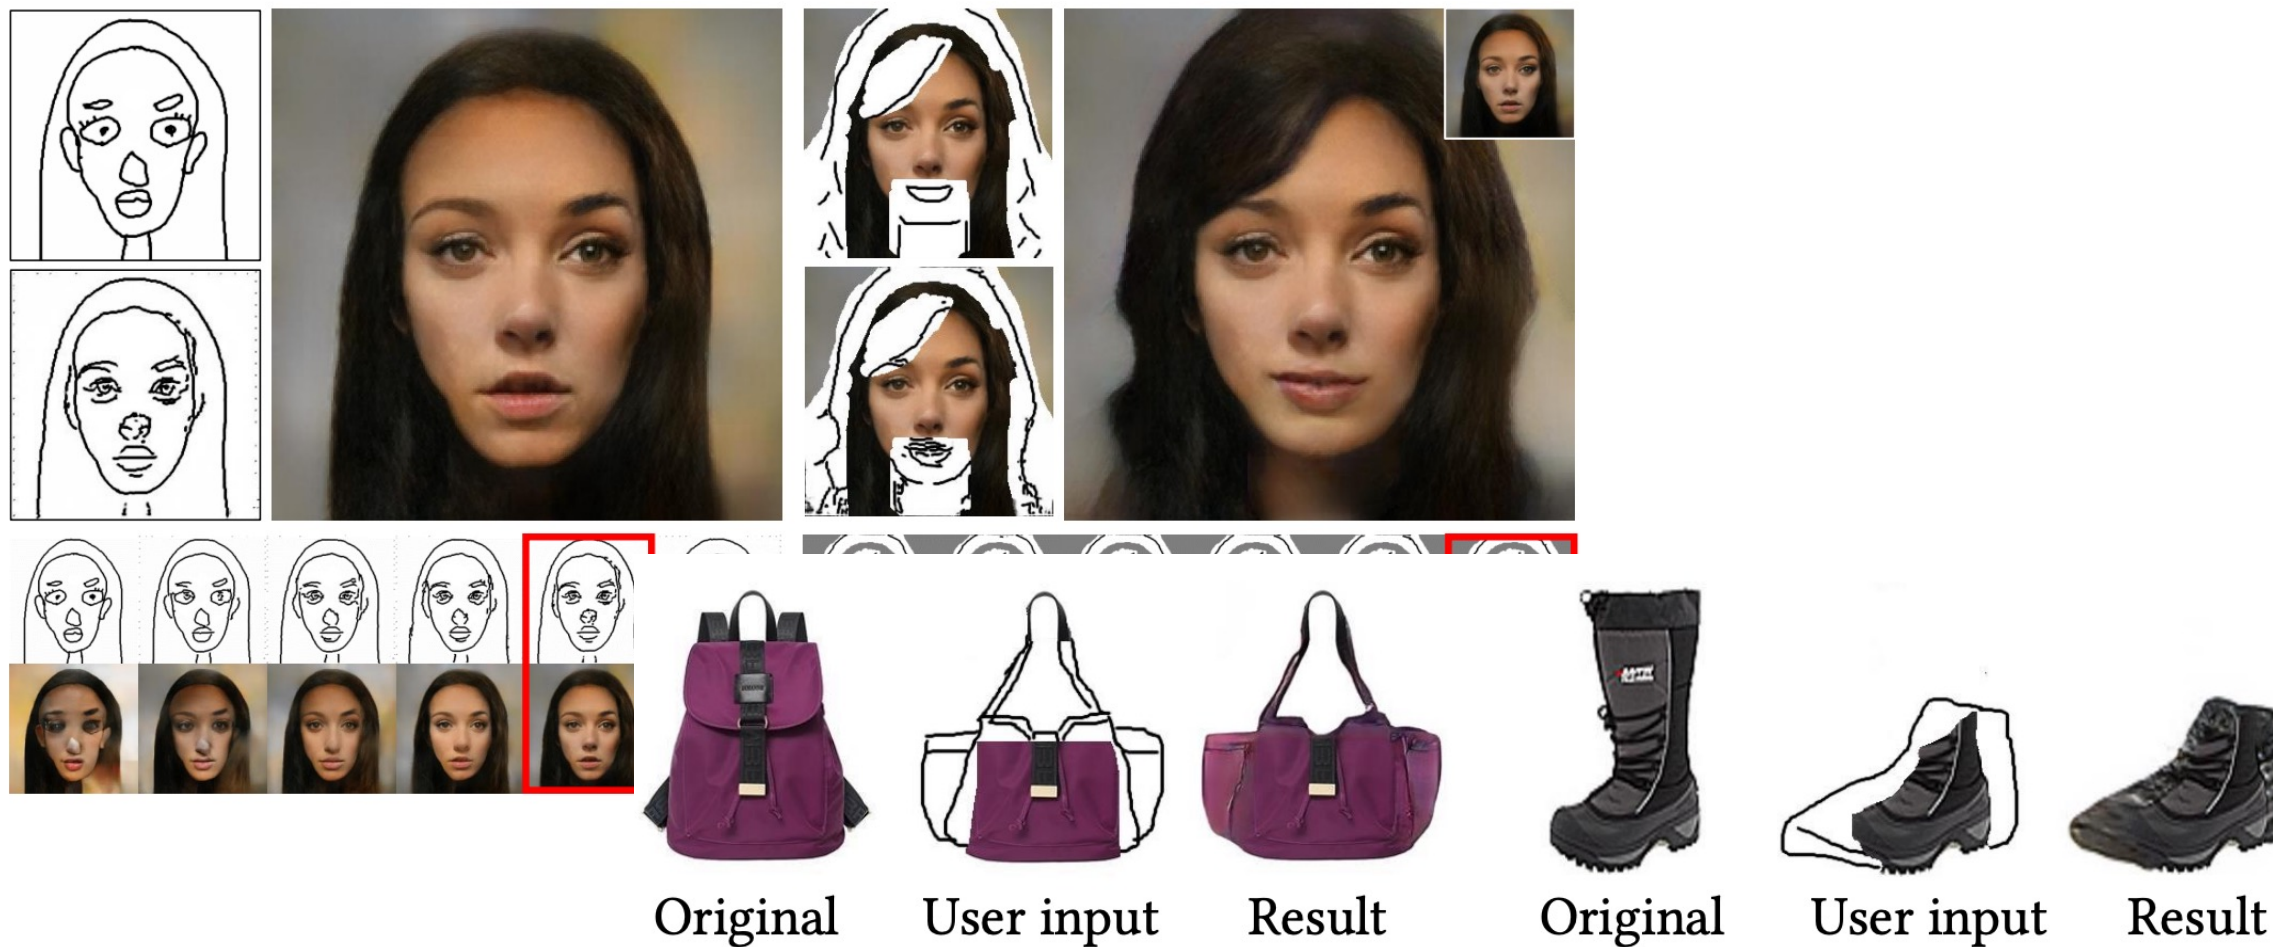 Original
User input
Result
Original
User input
Result